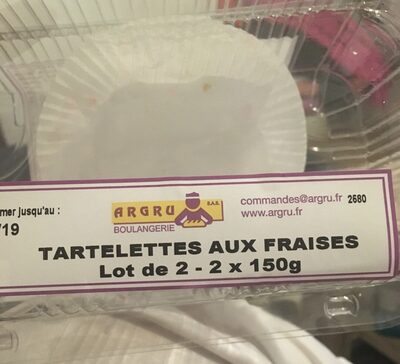 mer jusqu'au :
/19
ARGRU S.A.S.
BOULANGERIE
commandes@argru.fr 2580
www.argru.fr
TARTELETTES AUX FRAISES
Lot de 2 - 2 x 150g